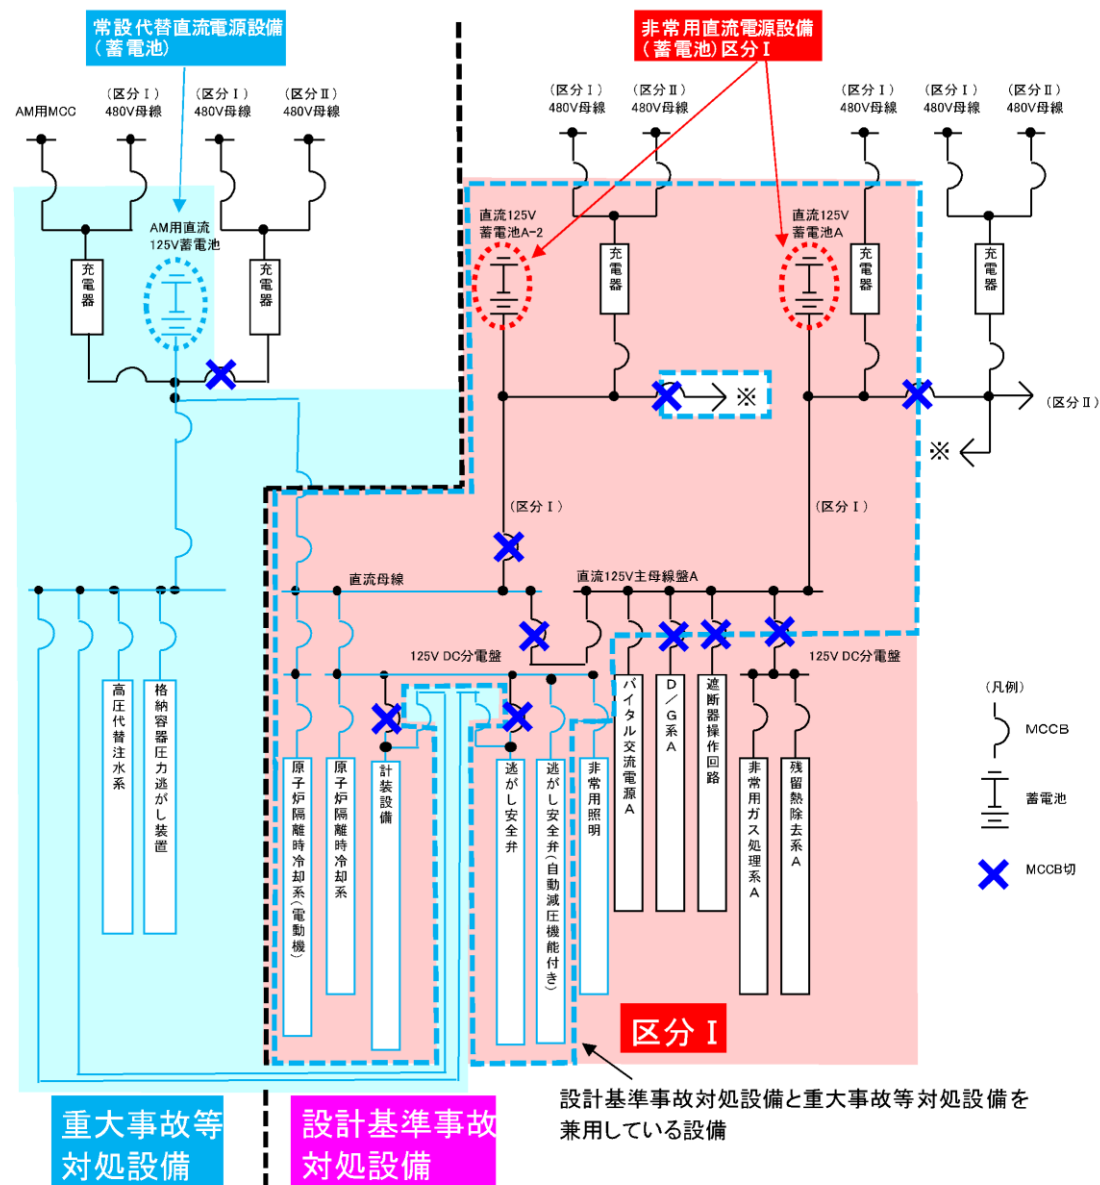 常設代替直流電源設備
(蓄電池)
非常用直流電源設備
(蓄電池)区分Ⅰ
AM用MCC
(区分Ⅰ)
480V母線
(区分Ⅰ)
480V母線
(区分Ⅱ)
480V母線
(区分Ⅰ)
480V母線
(区分Ⅱ)
480V母線
(区分Ⅰ)
480V母線
(区分Ⅰ)
480V母線
(区分Ⅱ)
480V母線
AM用直流
125V蓄電池
直流125V
蓄電池A-2
直流125V
蓄電池A
充電器
充電器
充電器
充電器
充電器
※
(区分Ⅱ)
※
(区分Ⅰ)
(区分Ⅰ)
直流母線
直流125V主母線盤A
125V DC分電盤
125V DC分電盤
高圧代替注水系
格納容器圧力逃がし装置
原子炉隔離時冷却系(電動機)
原子炉隔離時冷却系
計装設備
逃がし安全弁
逃がし安全弁(自動減圧機能付き)
非常用照明
バイタル交流電源A
D/G系A
遮断器操作回路
非常用ガス処理系A
残留熱除去系A
(凡例)
MCCB
蓄電池
MCCB切
区分Ⅰ
設計基準事故対処設備と重大事故等対処設備を
兼用している設備
重大事故等
対処設備
設計基準事故
対処設備